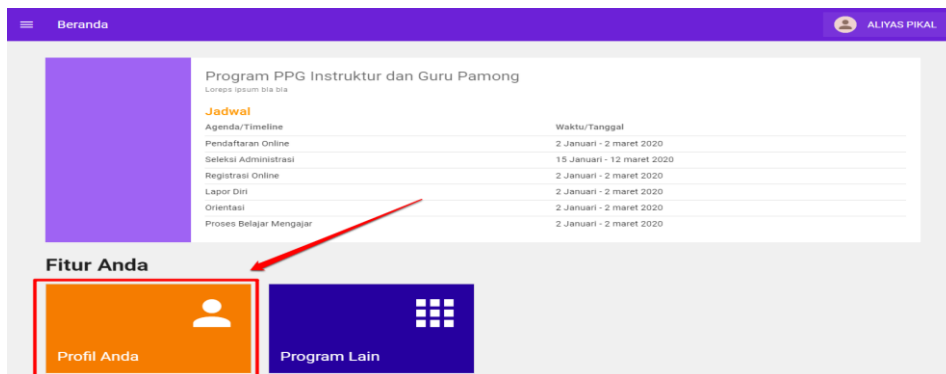 Beranda
ALIYAS PIKAL
Program PPG Instruktur dan Guru Pamong
Loreps Ipsum bla bla
Jadwal
Agenda/Timeline Waktu/Tanggal
Pendaftaran Online 2 Januari - 2 maret 2020
Seleksi Administrasi 15 Januari - 12 maret 2020
Registrasi Online 2 Januari - 2 maret 2020
Lapor Diri 2 Januari - 2 maret 2020
Orientasi 2 Januari - 2 maret 2020
Proses Belajar Mengajar 2 Januari - 2 maret 2020
Fitur Anda
Profil Anda
Program Lain